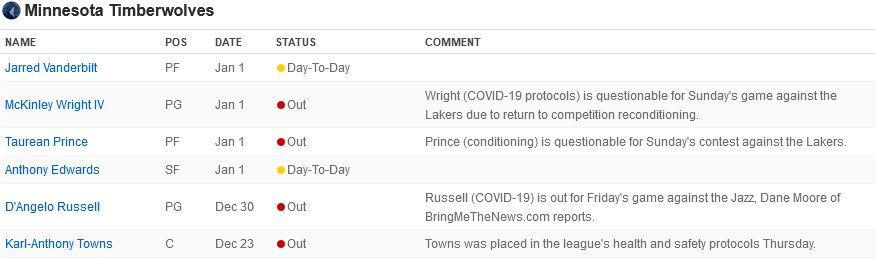 Minnesota Timberwolves
NAME POS DATE STATUS COMMENT
Jarred Vanderbilt PF Jan 1 Day-To-Day
McKinley Wright IV PG Jan 1 Out Wright (COVID-19 protocols) is questionable for Sunday's game against the
Lakers due to return to competition reconditioning.
Taurean Prince PF Jan 1 Out Prince (conditioning) is questionable for Sunday's contest against the Lakers.
Anthony Edwards SF Jan 1 Day-To-Day
D'Angelo Russell PG Dec 30 Out Russell (COVID-19) is out for Friday's game against the Jazz, Dane Moore of
BringMeTheNews.com reports.
Karl-Anthony Towns C Dec 23 Out Towns was placed in the league's health and safety protocols Thursday.